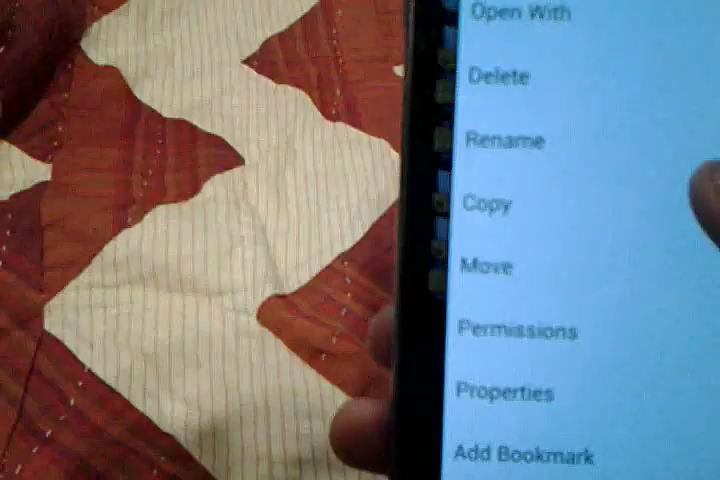 Open With
Delete
Rename
Copy
Move
Permissions
Properties
Add Bookmark